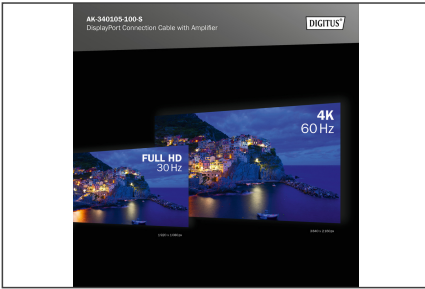 AK-340105-100-S
DisplayPort Connection Cable with Amplifier
DIGITUS®
4K
60 Hz
FULL HD
30 Hz